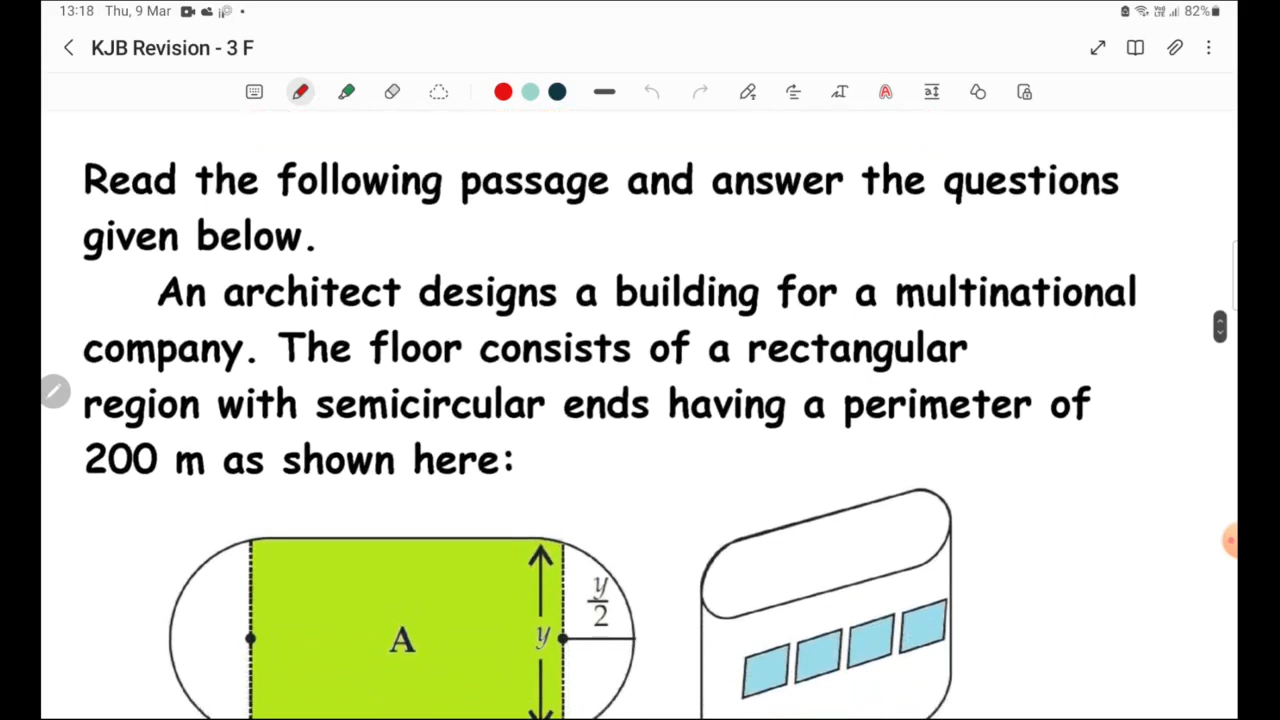 13:18 Thu, 9 Mar
82%
KJB Revision - 3 F
Read the following passage and answer the questions
given below.
An architect designs a building for a multinational
company. The floor consists of a rectangular
region with semicircular ends having a perimeter of
200 m as shown here:
A
y
y
2